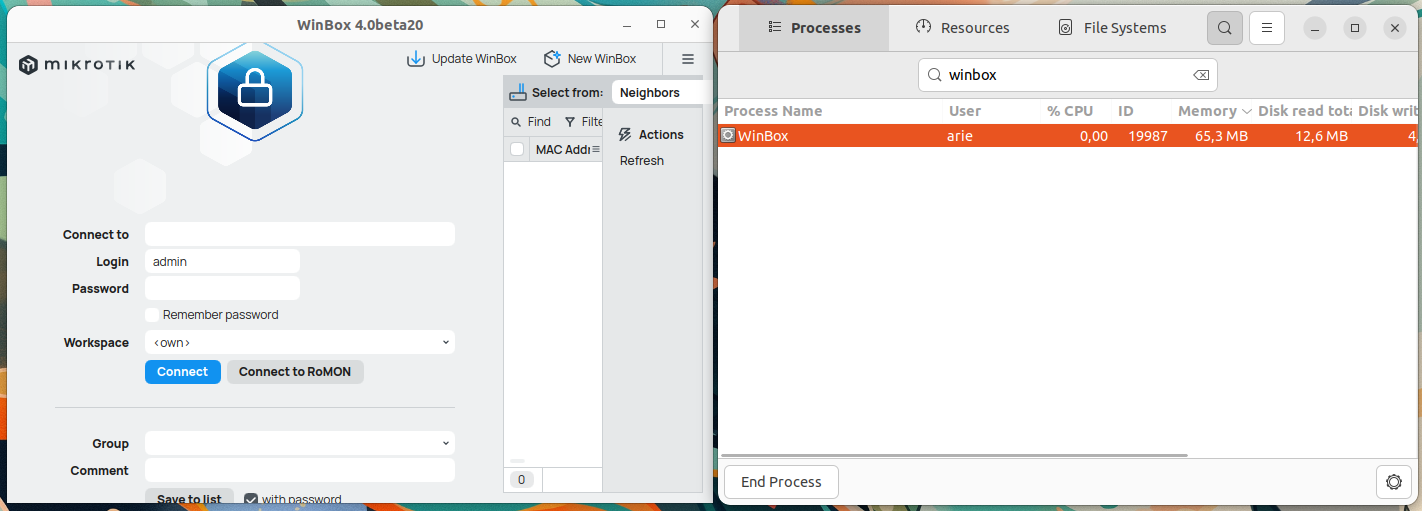 WinBox 4.0beta20
mikrotik
Update WinBox
New WinBox
Select from:
Neighbors
Find
Filte
MAC Addr
Actions
Refresh
Connect to
Login
admin
Password
Remember password
Workspace
<own>
Connect
Connect to RoMON
Group
Comment
Save to list
with password
0
Processes
Resources
File Systems
winbox
Process Name User % CPU ID Memory Disk read tota Disk writ
WinBox arie 0,00 19987 65,3 MB 12,6 MB 4,
End Process